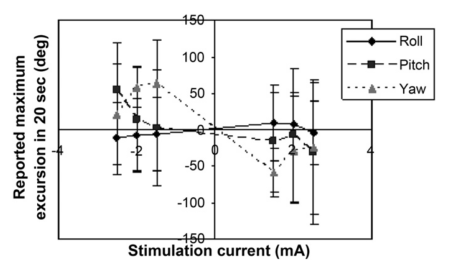 Reported maximum
excursion in 20 sec (deg)
150
100
50
0
-50
-100
-150
-4
-2
0
2
4
Stimulation current (mA)
Roll
Pitch
Yaw